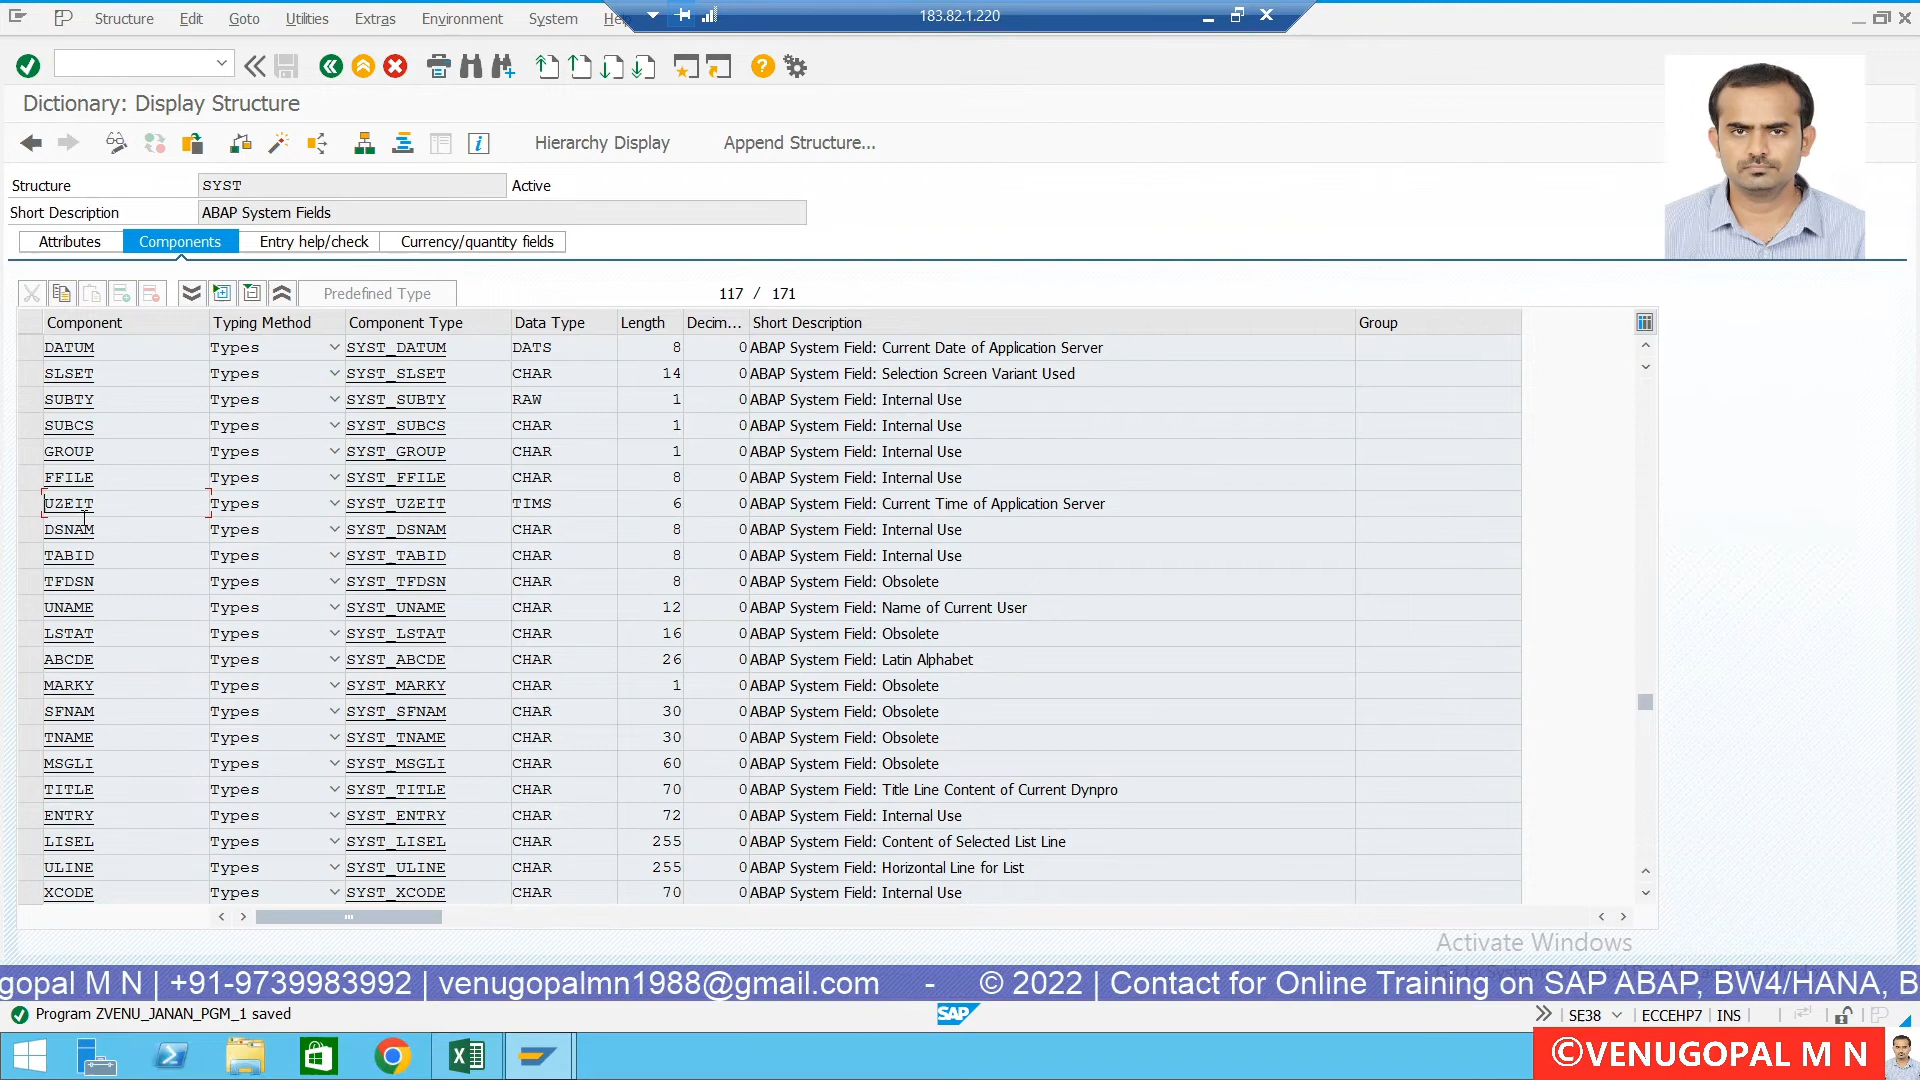 Structure Edit Goto Utilities Extras Environment System Help 183.82.1.220
Dictionary: Display Structure
Hierarchy Display Append Structure...
Structure SYST Active
Short Description ABAP System Fields
Attributes Components Entry help/check Currency/quantity fields
Predefined Type 117 / 171
Component Typing Method Component Type Data Type Length Decim... Short Description Group
DATUM Types SYST_DATUM DATS 8 0 ABAP System Field: Current Date of Application Server
SLSET Types SYST_SLSET CHAR 14 0 ABAP System Field: Selection Screen Variant Used
SUBTY Types SYST_SUBTY RAW 1 0 ABAP System Field: Internal Use
SUBCS Types SYST_SUBCS CHAR 1 0 ABAP System Field: Internal Use
GROUP Types SYST_GROUP CHAR 1 0 ABAP System Field: Internal Use
FFILE Types SYST_FFILE CHAR 8 0 ABAP System Field: Internal Use
UZEIT Types SYST_UZEIT TIMS 6 0 ABAP System Field: Current Time of Application Server
DSNAM Types SYST_DSNAM CHAR 8 0 ABAP System Field: Internal Use
TABID Types SYST_TABID CHAR 8 0 ABAP System Field: Internal Use
TFDSN Types SYST_TFDSN CHAR 8 0 ABAP System Field: Obsolete
UNAME Types SYST_UNAME CHAR 12 0 ABAP System Field: Name of Current User
LSTAT Types SYST_LSTAT CHAR 16 0 ABAP System Field: Obsolete
ABCDE Types SYST_ABCDE CHAR 26 0 ABAP System Field: Latin Alphabet
MARKY Types SYST_MARKY CHAR 1 0 ABAP System Field: Obsolete
SFNAM Types SYST_SFNAM CHAR 30 0 ABAP System Field: Obsolete
TNAME Types SYST_TNAME CHAR 30 0 ABAP System Field: Obsolete
MSGLI Types SYST_MSGLI CHAR 60 0 ABAP System Field: Obsolete
TITLE Types SYST_TITLE CHAR 70 0 ABAP System Field: Title Line Content of Current Dynpro
ENTRY Types SYST_ENTRY CHAR 72 0 ABAP System Field: Internal Use
LISEL Types SYST_LISEL CHAR 255 0 ABAP System Field: Content of Selected List Line
ULINE Types SYST_ULINE CHAR 255 0 ABAP System Field: Horizontal Line for List
XCODE Types SYST_XCODE CHAR 70 0 ABAP System Field: Internal Use
Activate Windows
gopal M N | +91-9739983992 | venugopalmn1988@gmail.com - © 2022 | Contact for Online Training on SAP ABAP, BW4/HANA, B
Program ZVENU_JANAN_PGM_1 saved SAP SE38 ECCEHP7 INS
©VENUGOPAL M N